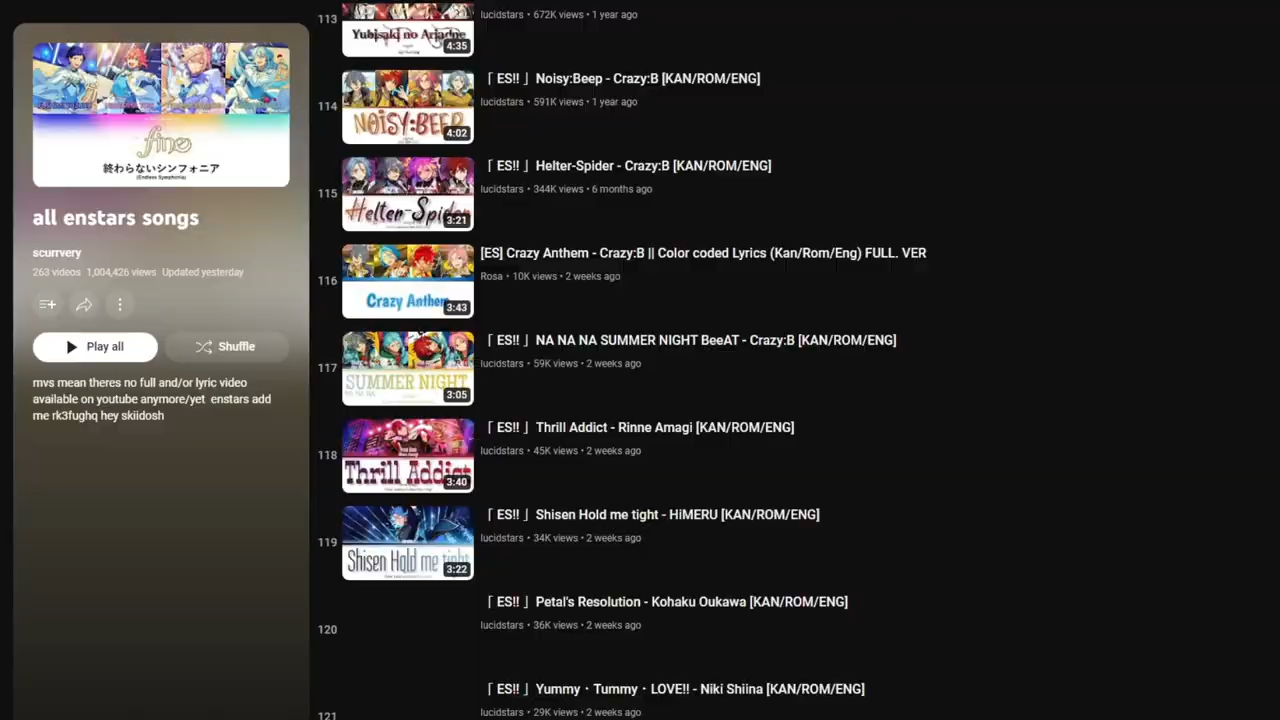 fine
終わらないシンフォニア
(Endless Symphonia)
all enstars songs
scurrvery
263 videos 1,004,426 views Updated yesterday
Play all
Shuffle
mvs mean theres no full and/or lyric video
available on youtube anymore/yet enstars add
me rk3fughq hey skiidosh
113
Yubisaki no Ariadne
4:35
lucidstars • 672K views • 1 year ago
114
NOISY:BEEP
4:02
「 ES!! 」 Noisy:Beep - Crazy:B [KAN/ROM/ENG]
lucidstars • 591K views • 1 year ago
115
Helter-Spider
3:21
「 ES!! 」 Helter-Spider - Crazy:B [KAN/ROM/ENG]
lucidstars • 344K views • 6 months ago
116
Crazy Anthem
3:43
[ES] Crazy Anthem - Crazy:B || Color coded Lyrics (Kan/Rom/Eng) FULL. VER
Rosa • 10K views • 2 weeks ago
117
SUMMER NIGHT
3:05
「 ES!! 」 NA NA NA SUMMER NIGHT BeeAT - Crazy:B [KAN/ROM/ENG]
lucidstars • 59K views • 2 weeks ago
118
Thrill Addict
3:40
「 ES!! 」 Thrill Addict - Rinne Amagi [KAN/ROM/ENG]
lucidstars • 45K views • 2 weeks ago
119
Shisen Hold me tight
3:22
「 ES!! 」 Shisen Hold me tight - HiMERU [KAN/ROM/ENG]
lucidstars • 34K views • 2 weeks ago
120
「 ES!! 」 Petal's Resolution - Kohaku Oukawa [KAN/ROM/ENG]
lucidstars • 36K views • 2 weeks ago
121
「 ES!! 」 Yummy・Tummy・LOVE!! - Niki Shiina [KAN/ROM/ENG]
lucidstars • 29K views • 2 weeks ago